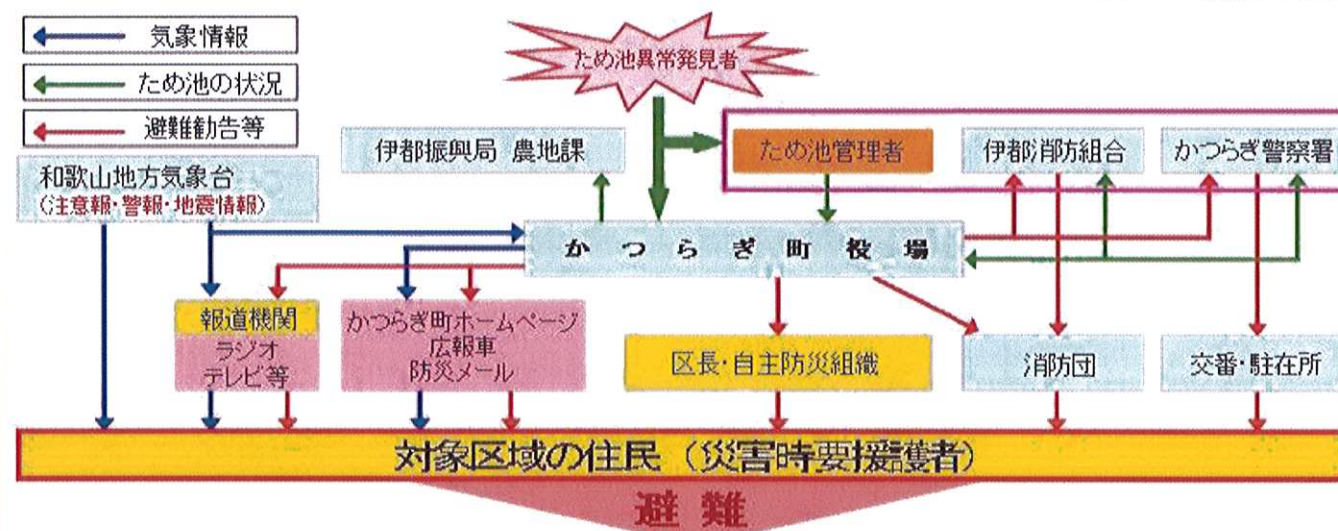 気象情報
ため池の状況
避難勧告等
ため池異常発見者
伊都振興局 農地課
ため池管理者
伊都消防組合
かつらぎ警察署
和歌山地方気象台
(注意報・警報・地震情報)
かつらぎ町役場
報道機関
ラジオ
テレビ等
かつらぎ町ホームページ
広報車
防災メール
区長・自主防災組織
消防団
交番・駐在所
対象区域の住民(災害時要援護者)
避難